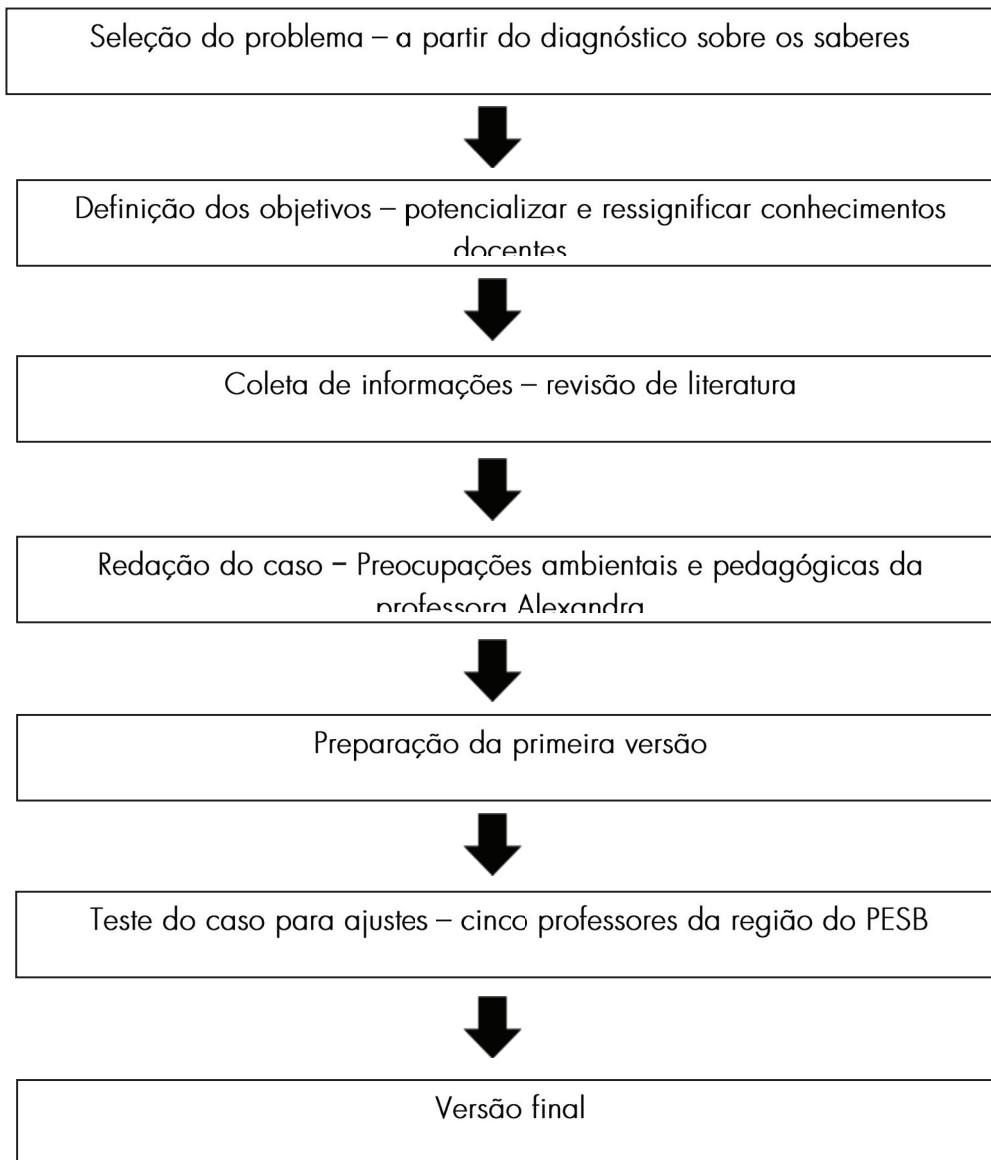 Seleção do problema – a partir do diagnóstico sobre os saberes
Definição dos objetivos – potencializar e ressignificar conhecimentos
docentes
Coleta de informações – revisão de literatura
Redação do caso – Preocupações ambientais e pedagógicas da
professora Alexandra
Preparação da primeira versão
Teste do caso para ajustes – cinco professores da região do PESB
Versão final